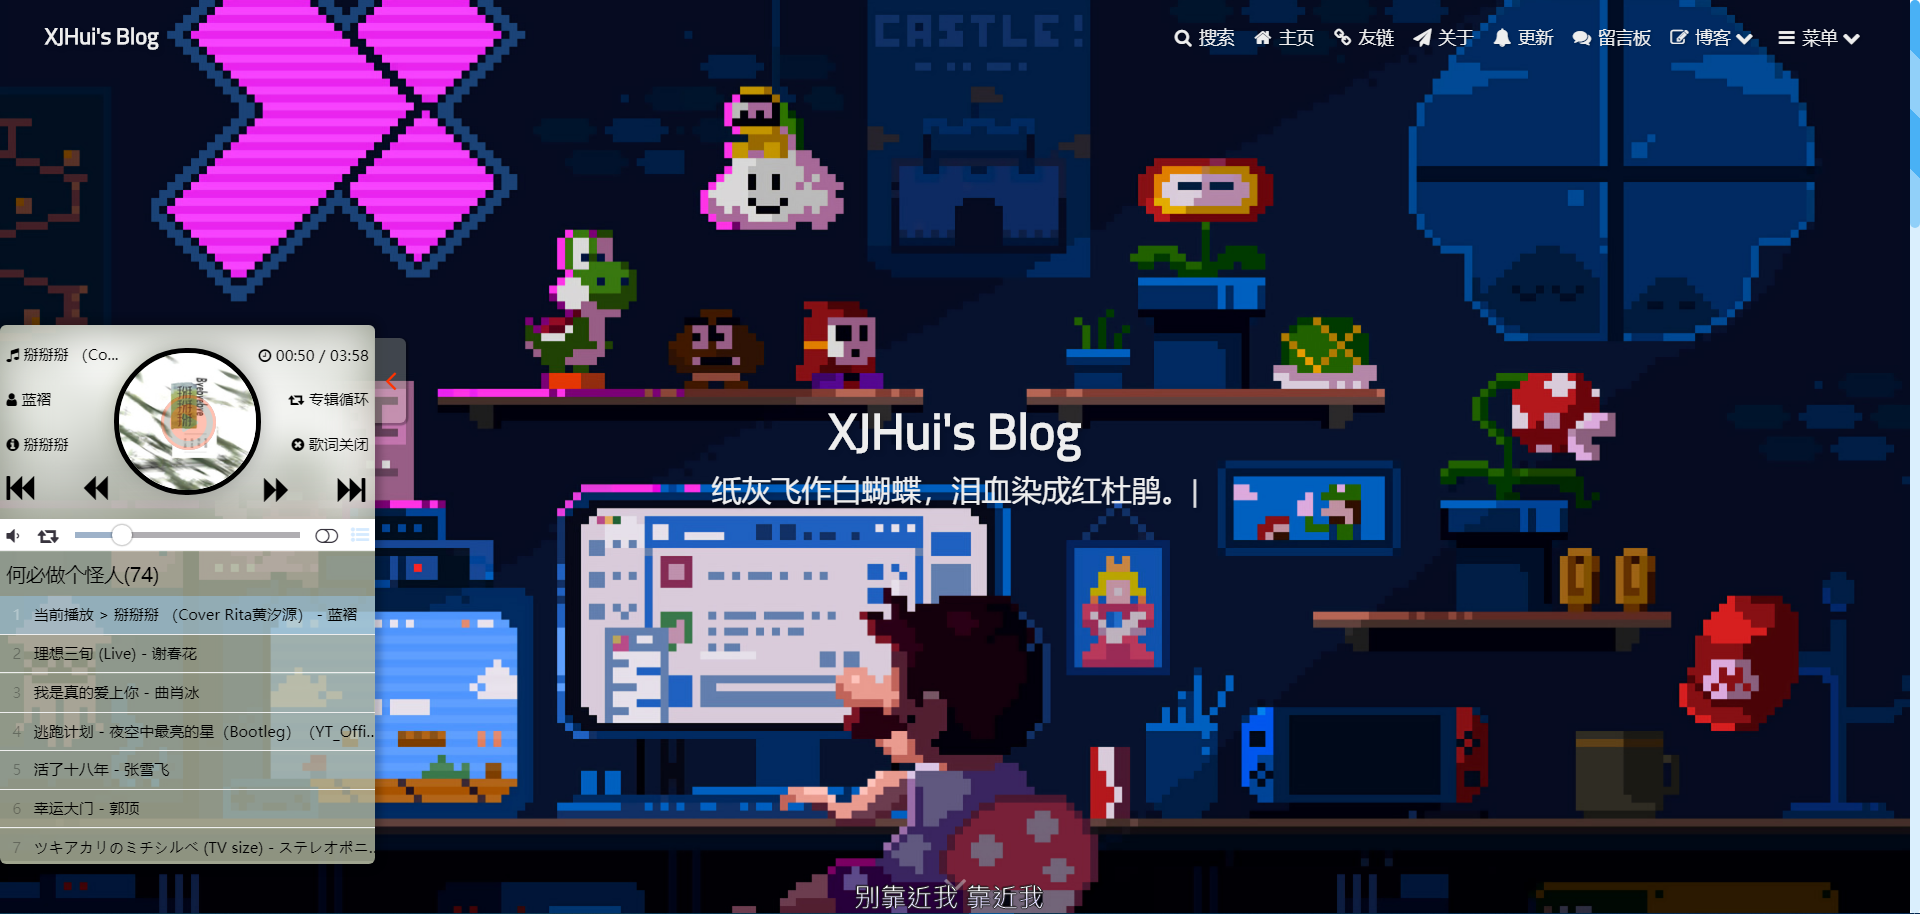 XJHui's Blog
搜索 主页 友链 关于 更新 留言板 博客 菜单
CASTLE!
掰掰掰 （Co... 00:50 / 03:58
蓝褶 专辑循环
掰掰掰 歌词关闭
XJHui's Blog
纸灰飞作白蝴蝶，泪血染成红杜鹃。|
何必做个怪人(74)
1 当前播放 > 掰掰掰 （Cover Rita黄汐源） - 蓝褶
2 理想三旬 (Live) - 谢春花
3 我是真的爱上你 - 曲肖冰
4 逃跑计划 - 夜空中最亮的星（Bootleg）（YT_Offi...
5 活了十八年 - 张雪飞
6 幸运大门 - 郭顶
7 ツキアカリのミチシルベ (TV size) - ステレオポニ...
别靠近我 靠近我